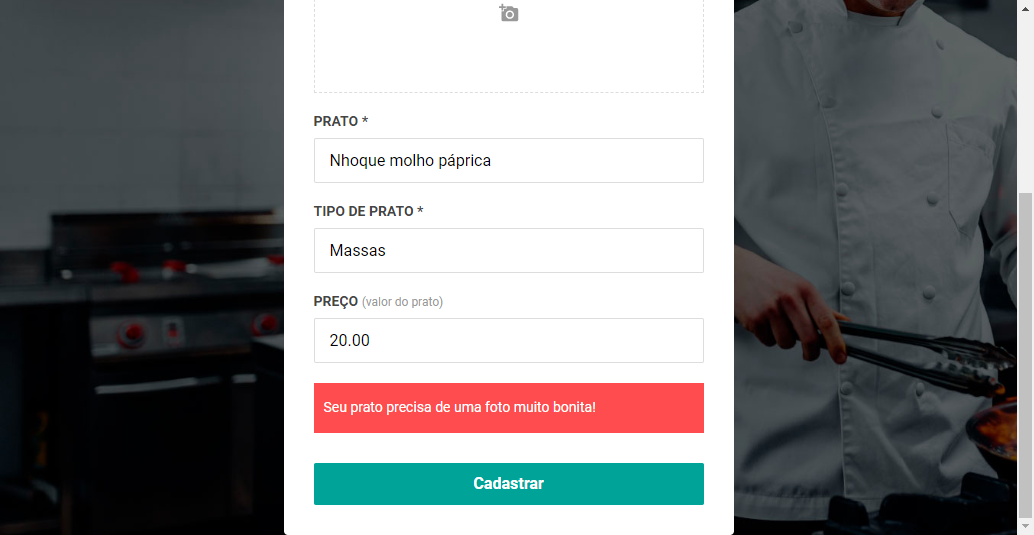 PRATO *
Nhoque molho páprica
TIPO DE PRATO *
Massas
PREÇO (valor do prato)
20.00
Seu prato precisa de uma foto muito bonita!
Cadastrar